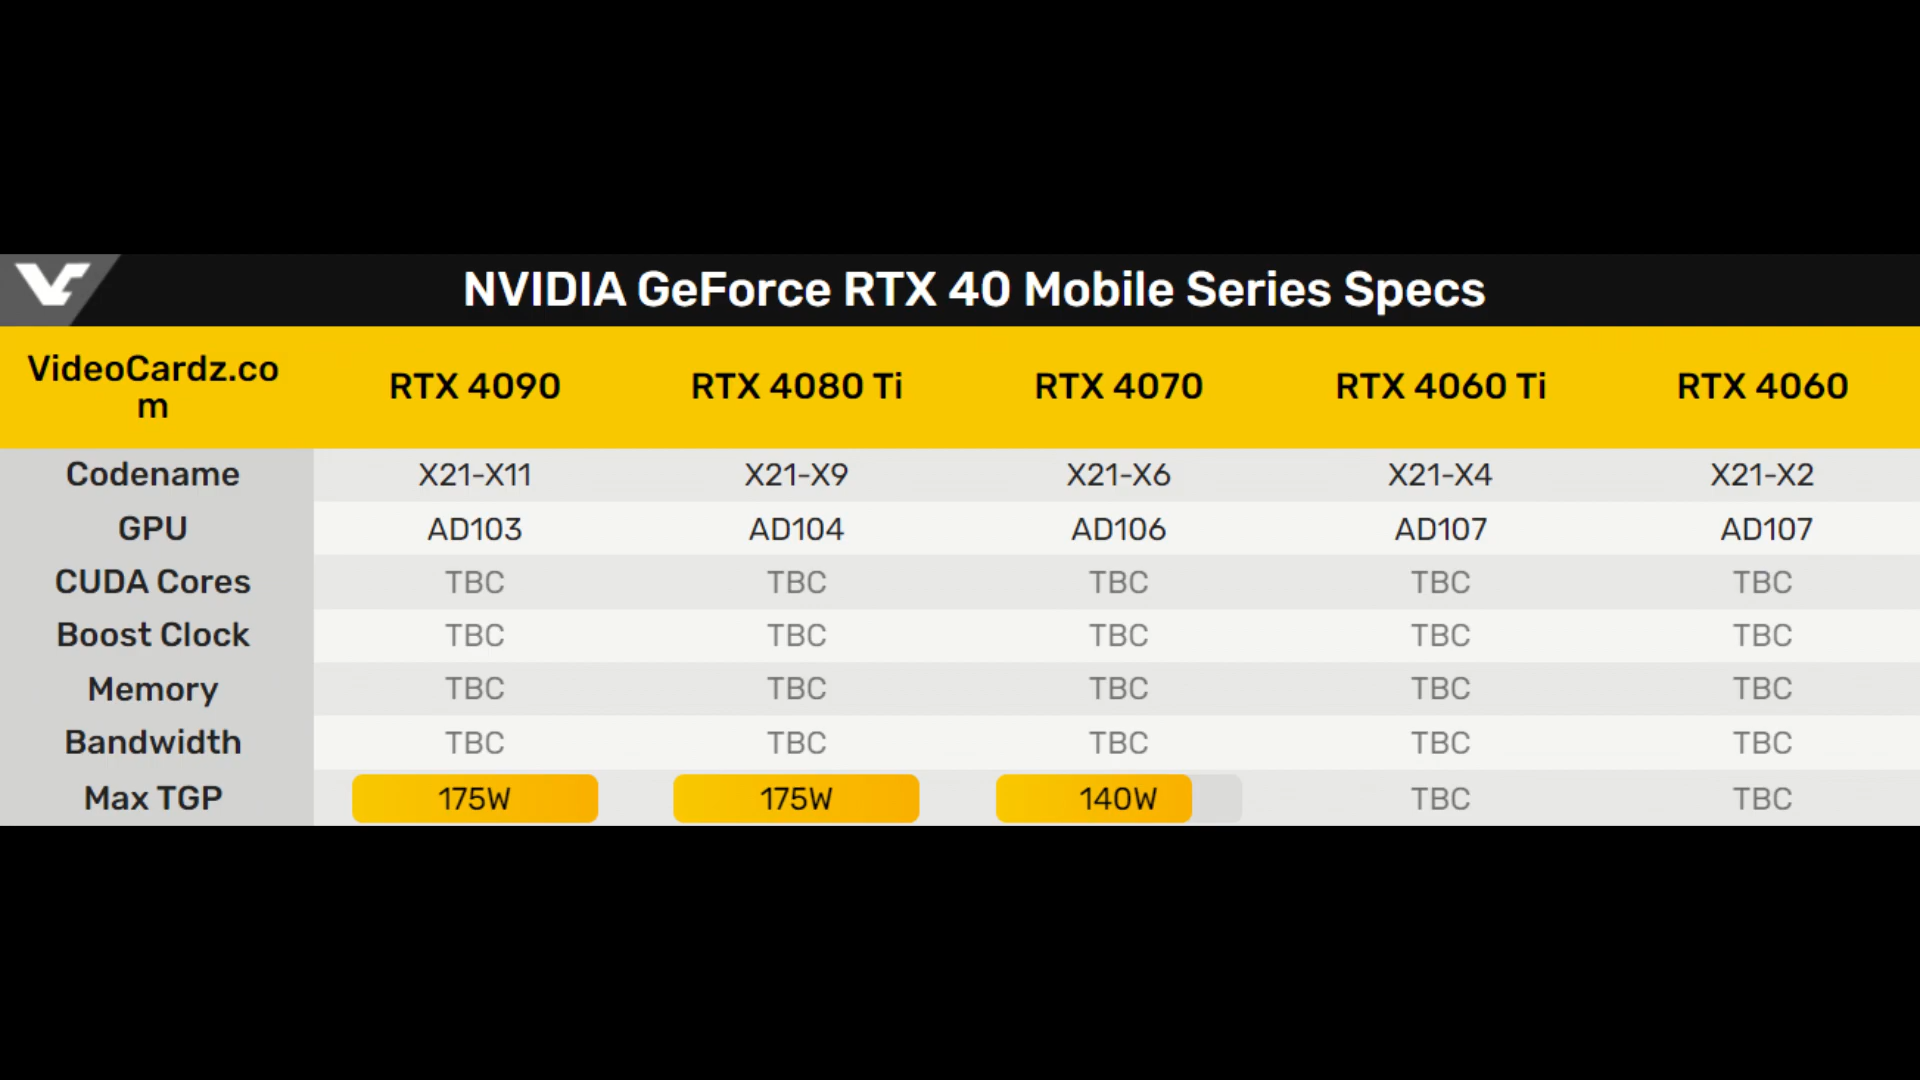 NVIDIA GeForce RTX 40 Mobile Series Specs
VideoCardz.co
m
RTX 4090 RTX 4080 Ti RTX 4070 RTX 4060 Ti RTX 4060
Codename X21-X11 X21-X9 X21-X6 X21-X4 X21-X2
GPU AD103 AD104 AD106 AD107 AD107
CUDA Cores TBC TBC TBC TBC TBC
Boost Clock TBC TBC TBC TBC TBC
Memory TBC TBC TBC TBC TBC
Bandwidth TBC TBC TBC TBC TBC
Max TGP 175W 175W 140W TBC TBC